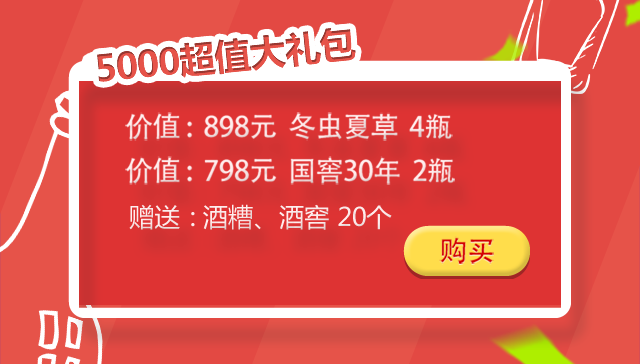 5000超值大礼包
价值：898元 冬虫夏草 4瓶
价值：798元 国窖30年 2瓶
赠送：酒糟、酒窖 20个
购买